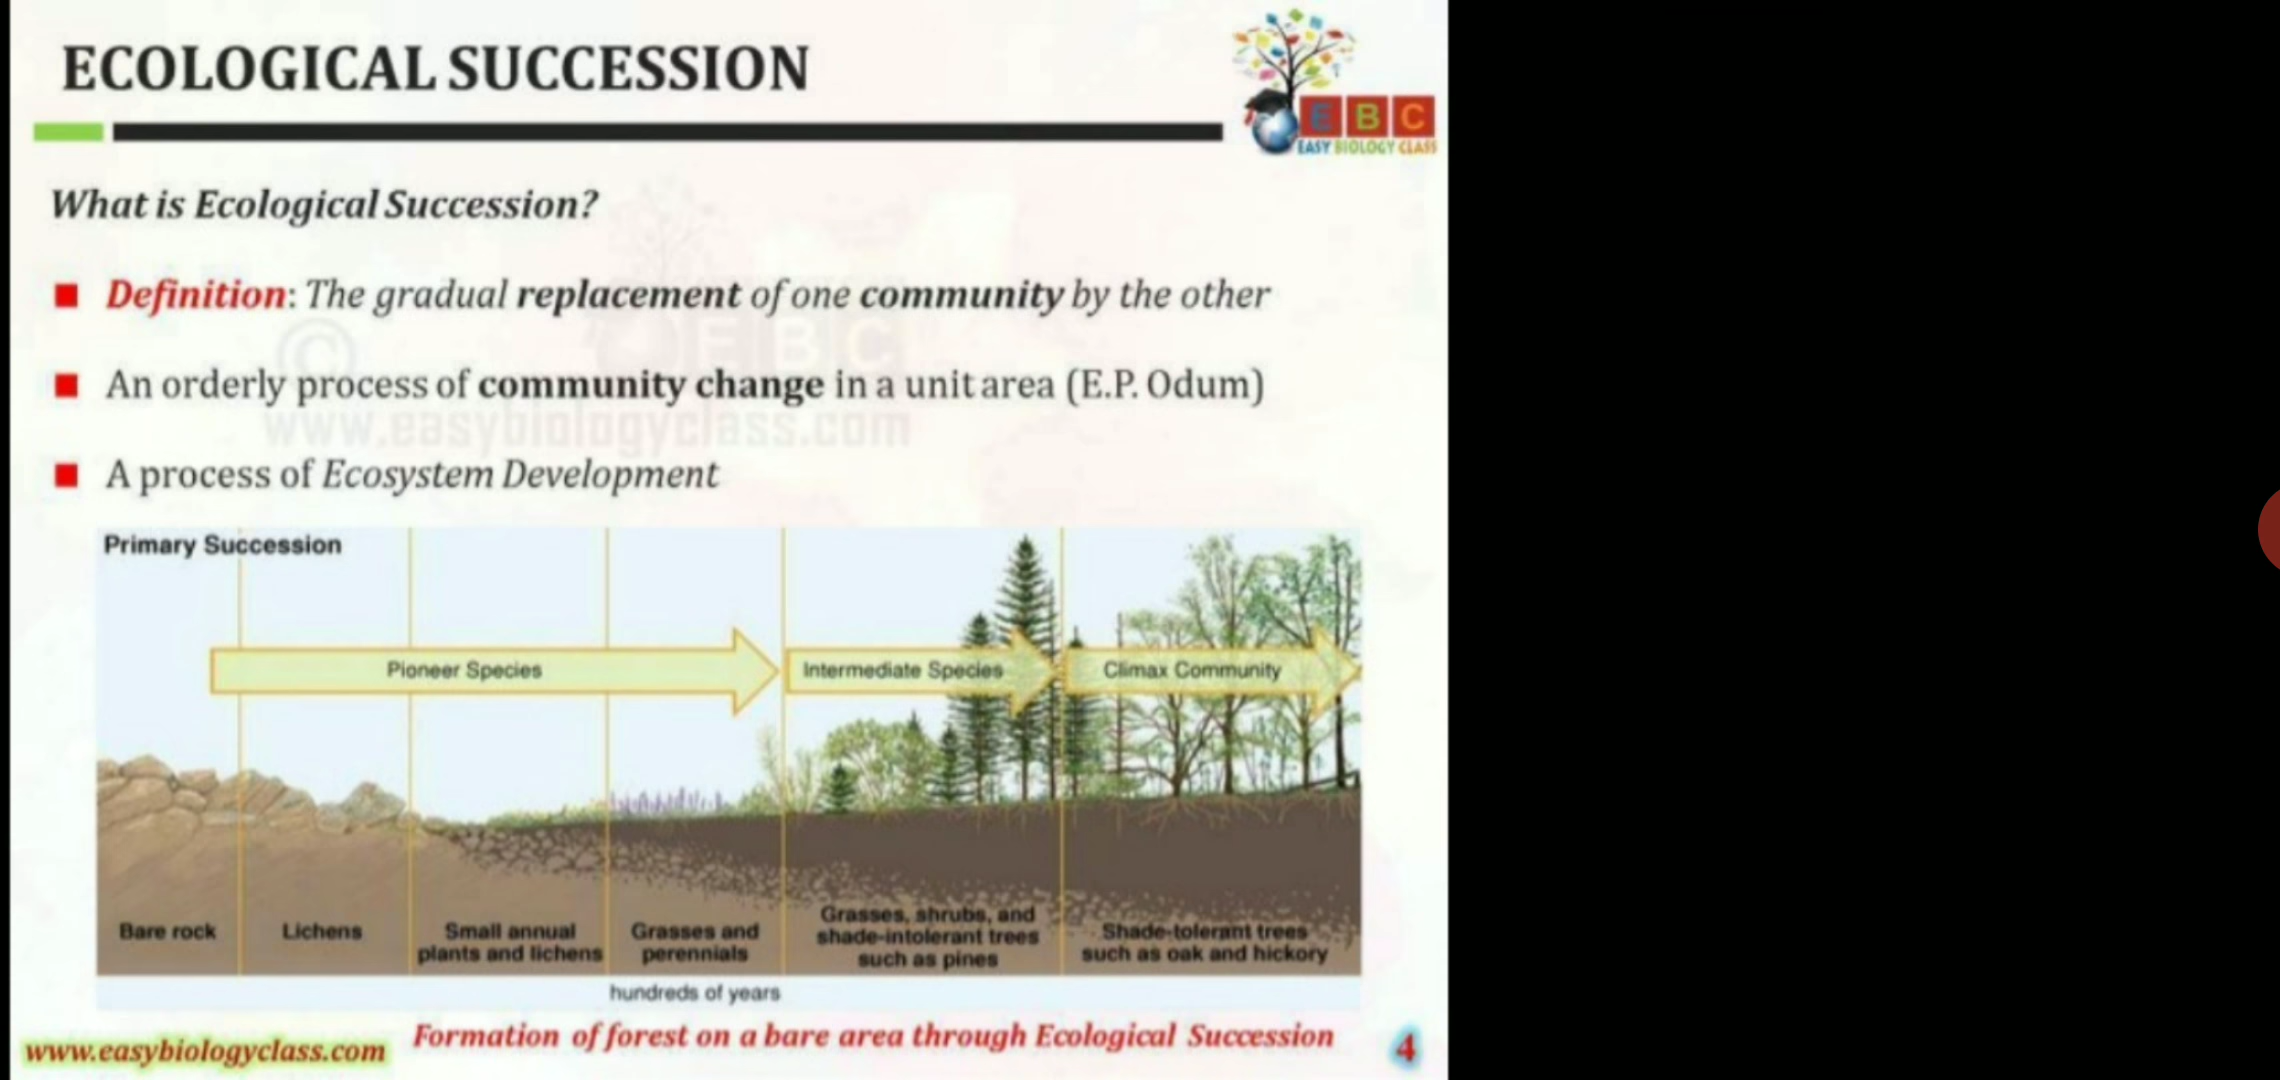 ECOLOGICAL SUCCESSION
E B C
EASY BIOLOGY CLASS
What is Ecological Succession?
Definition: The gradual replacement of one community by the other
An orderly process of community change in a unit area (E.P. Odum)
A process of Ecosystem Development
© E B C
www.easybiologyclass.com
Primary Succession
Pioneer Species
Intermediate Species
Climax Community
Bare rock
Lichens
Small annual
plants and lichens
Grasses and
perennials
Grasses, shrubs, and
shade-intolerant trees
such as pines
Shade-tolerant trees
such as oak and hickory
hundreds of years
Formation of forest on a bare area through Ecological Succession
www.easybiologyclass.com
4